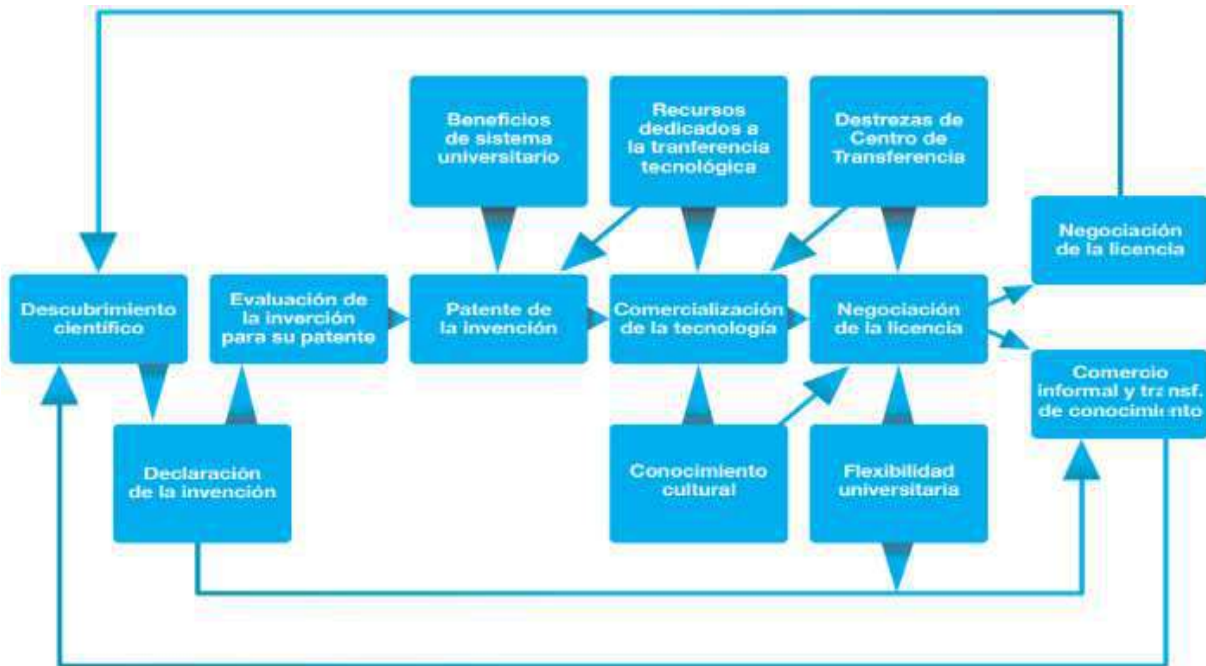 Beneficios
de sistema
universitario
Recursos
dedicados a
la tranferencia
tecnológica
Destrezas de
Centro de
Transferencia
Negociación
de la licencia
Descubrimiento
científico
Evaluación de
la inverción
para su patente
Patente de
la invención
Comercialización
de la tecnología
Negociación
de la licencia
Comercio
informal y transf.
de conocimiento
Declaración
de la invención
Conocimiento
cultural
Flexibilidad
universitaria